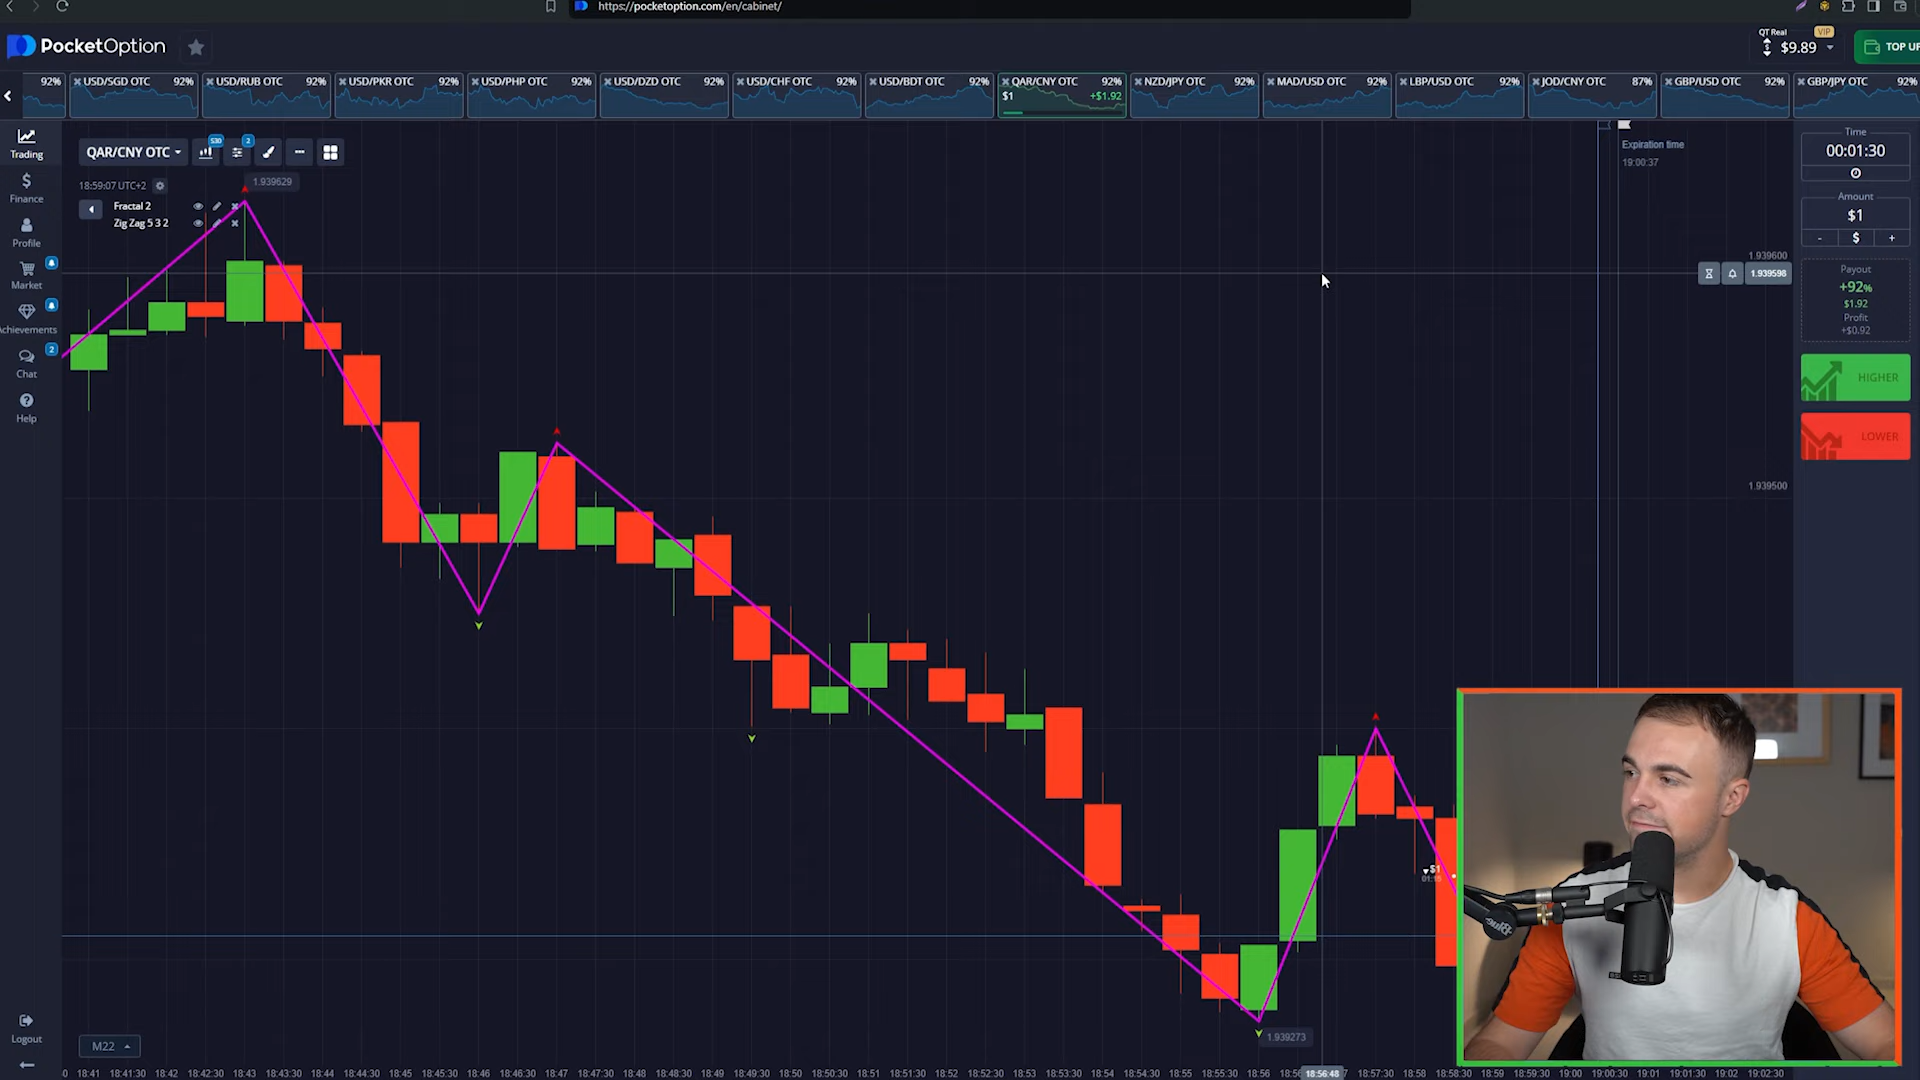 https://pocketoption.com/en/cabinet/
PocketOption
QT Real
VIP
$9.89
TOP UP
92%
USD/SGD OTC 92%
USD/RUB OTC 92%
USD/PKR OTC 92%
USD/PHP OTC 92%
USD/DZD OTC 92%
USD/CHF OTC 92%
USD/BDT OTC 92%
QAR/CNY OTC 92%
$1 +$1.92
NZD/JPY OTC 92%
MAD/USD OTC 92%
LBP/USD OTC 92%
JOD/CNY OTC 87%
GBP/USD OTC 92%
GBP/JPY OTC 92%
Trading
Finance
Profile
Market
Achievements
2
Chat
Help
Logout
QAR/CNY OTC
S30
2
18:59:07 UTC+2
Fractal 2
Zig Zag 5 3 2
1.939629
Expiration time
19:00:37
1.939600
1.939598
1.939500
Time
00:01:30
Amount
$1
- $ +
Payout
+92%
$1.92
Profit
+$0.92
HIGHER
LOWER
$1
01:15
1.939273
M22
0 18:41 18:41:30 18:42 18:42:30 18:43 18:43:30 18:44 18:44:30 18:45 18:45:30 18:46 18:46:30 18:47 18:47:30 18:48 18:48:30 18:49 18:49:30 18:50 18:50:30 18:51 18:51:30 18:52 18:52:30 18:53 18:53:30 18:54 18:54:30 18:55 18:55:30 18:56 18:56:48 18:57:30 18:58 18:58:30 18:59 18:59:30 19:00 19:00:30 19:01 19:01:30 19:02 19:02:30